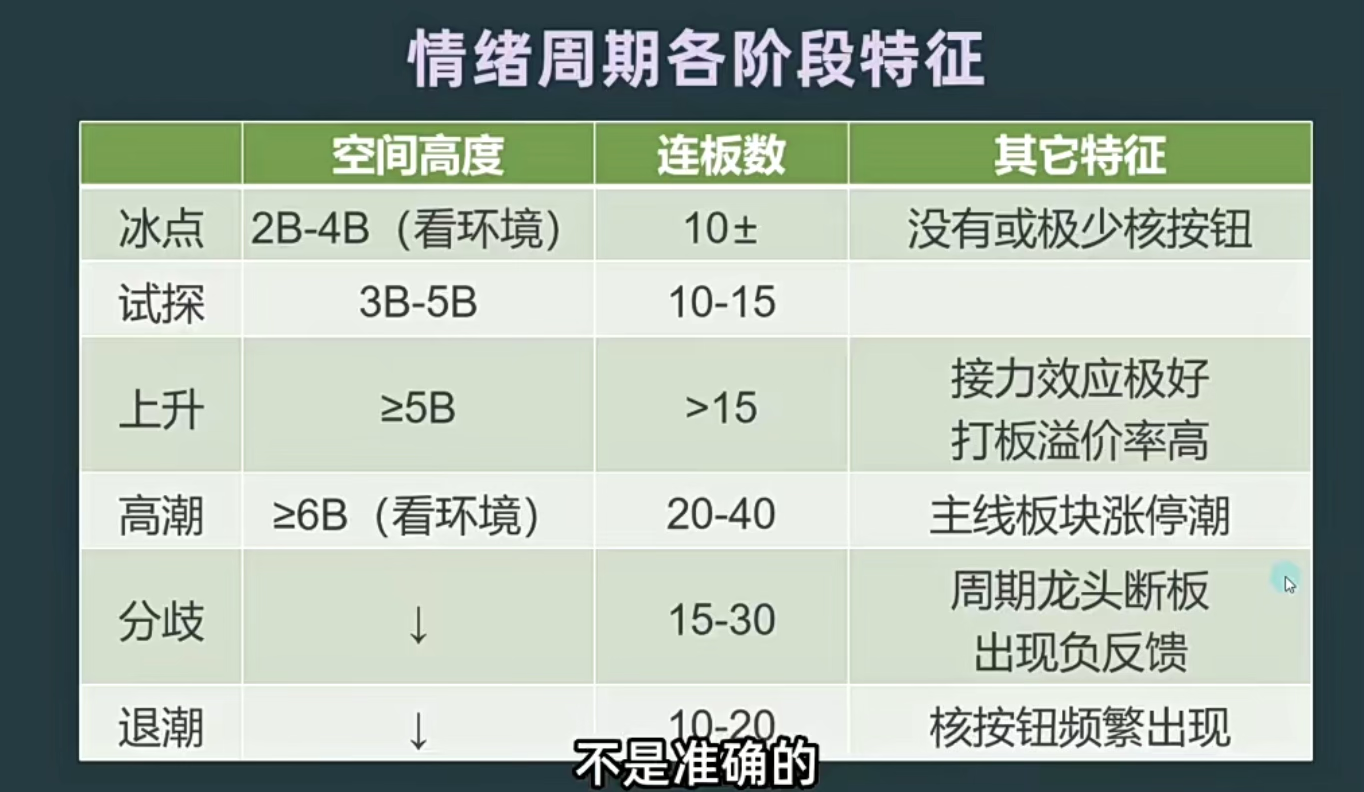 情绪周期各阶段特征
空间高度 连板数 其它特征
冰点 2B-4B（看环境） 10± 没有或极少核按钮
试探 3B-5B 10-15
上升 ≥5B >15 接力效应极好
打板溢价率高
高潮 ≥6B（看环境） 20-40 主线板块涨停潮
分歧 ↓ 15-30 周期龙头断板
出现负反馈
退潮 ↓ 10-20 核按钮频繁出现
不是准确的